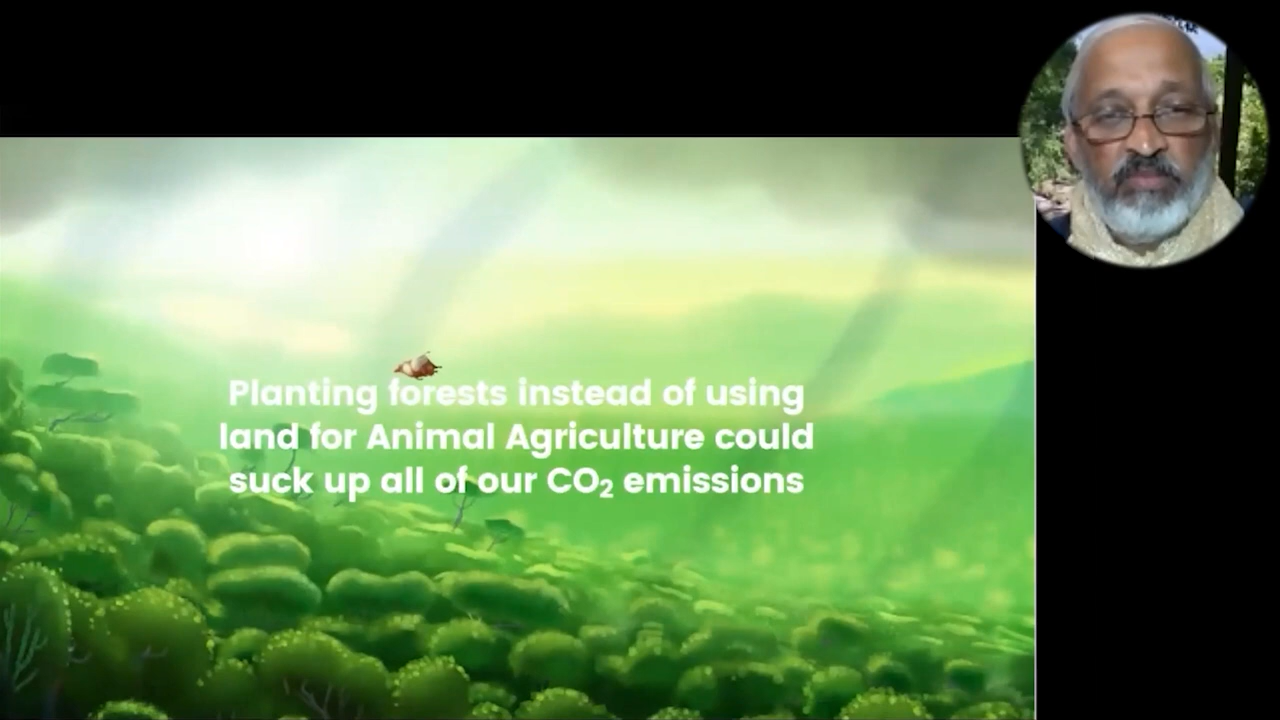 Planting forests instead of using
land for Animal Agriculture could
suck up all of our CO₂ emissions